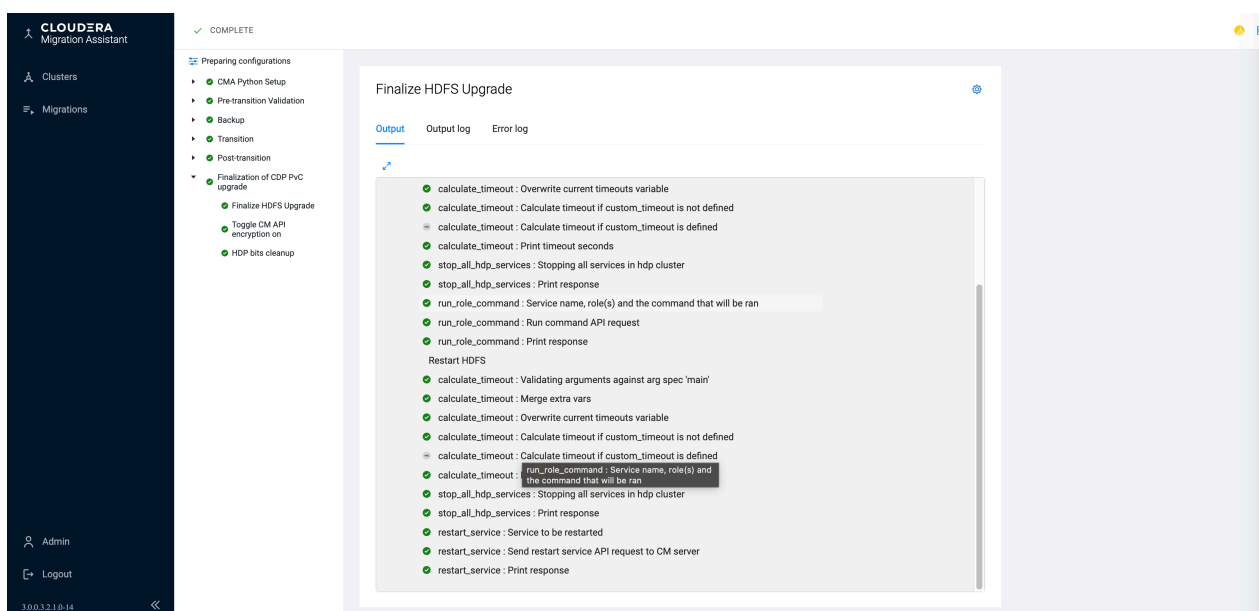 CLOUDERA
Migration Assistant
Clusters
Migrations
Admin
Logout
3.0.0.3.2.1.0-14
COMPLETE
Preparing configurations
CMA Python Setup
Pre-transition Validation
Backup
Transition
Post-transition
Finalization of CDP PvC
upgrade
Finalize HDFS Upgrade
Toggle CM API
encryption on
HDP bits cleanup
Finalize HDFS Upgrade
Output Output log Error log
calculate_timeout : Overwrite current timeouts variable
calculate_timeout : Calculate timeout if custom_timeout is not defined
calculate_timeout : Calculate timeout if custom_timeout is defined
calculate_timeout : Print timeout seconds
stop_all_hdp_services : Stopping all services in hdp cluster
stop_all_hdp_services : Print response
run_role_command : Service name, role(s) and the command that will be ran
run_role_command : Run command API request
run_role_command : Print response
Restart HDFS
calculate_timeout : Validating arguments against arg spec 'main'
calculate_timeout : Merge extra vars
calculate_timeout : Overwrite current timeouts variable
calculate_timeout : Calculate timeout if custom_timeout is not defined
calculate_timeout : Calculate timeout if custom_timeout is defined
calculate_timeout :
run_role_command : Service name, role(s) and
the command that will be ran
stop_all_hdp_services : Stopping all services in hdp cluster
stop_all_hdp_services : Print response
restart_service : Service to be restarted
restart_service : Send restart service API request to CM server
restart_service : Print response